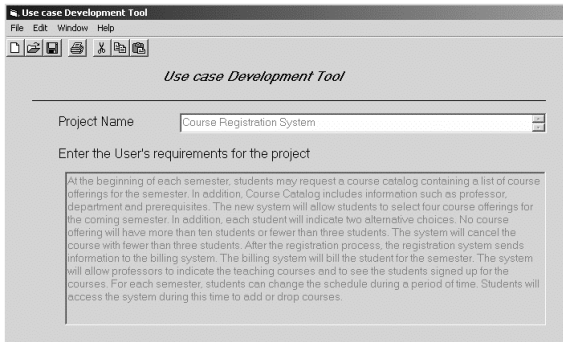 Use case Development Tool
File Edit Window Help
Use case Development Tool
Project Name
Course Registration System
Enter the User's requirements for the project
At the beginning of each semester, students may request a course catalog containing a list of course
offerings for the semester. In addition, Course Catalog includes information such as professor,
department and prerequisites. The new system will allow students to select four course offerings for
the coming semester. In addition, each student will indicate two alternative choices. No course
offering will have more than ten students or fewer than three students. The system will cancel the
course with fewer than three students. After the registration process, the registration system sends
information to the billing system. The billing system will bill the student for the semester. The system
will allow professors to indicate the teaching courses and to see the students signed up for the
courses. For each semester, students can change the schedule during a period of time. Students will
access the system during this time to add or drop courses.